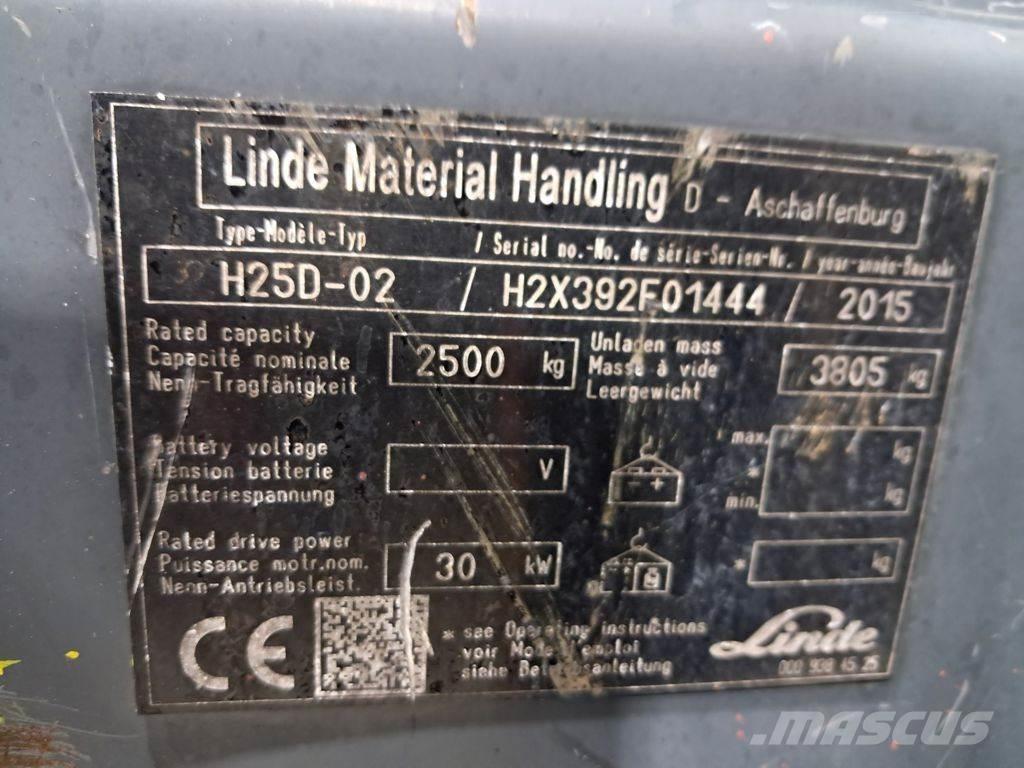 Linde Material Handling D - Aschaffenburg
Type-Modèle-Typ / Serial no.-No. de série-Serien-Nr. / year-année-Baujahr
H25D-02 / H2X392F01444 / 2015
Rated capacity
Capacité nominale
Nenn-Tragfähigkeit
2500 kg
Unladen mass
Masse à vide
Leergewicht
3805 kg
Battery voltage
Tension batterie
Batteriespannung
V
- +
max. kg
*
min. kg
Rated drive power
Puissance motr.nom.
Nenn-Antriebsleist.
30 kW
* kg
CE
* see Operating instructions
voir Mode d'emploi
siehe Betriebsanleitung
Linde
000 938 45 25
MASCUS